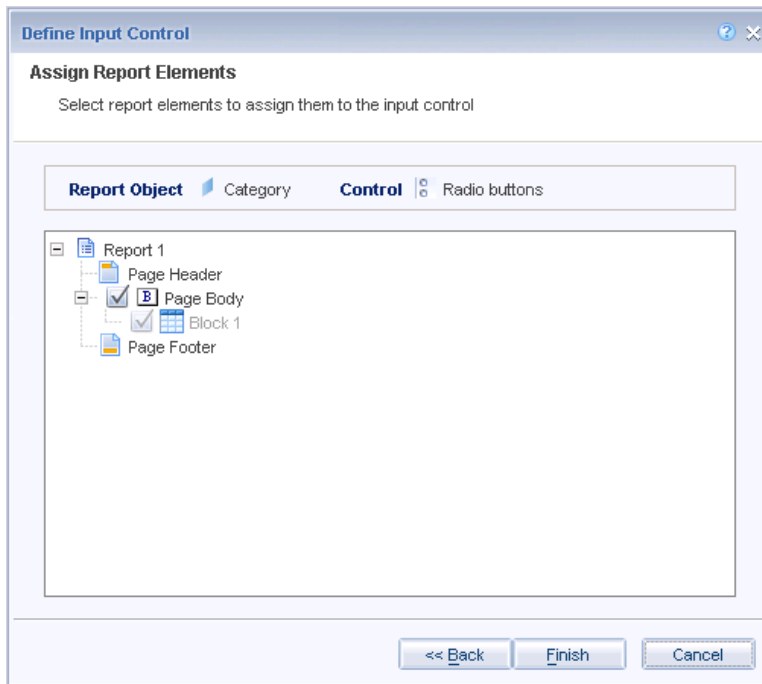 Define Input Control
?
Assign Report Elements
Select report elements to assign them to the input control
Report Object Category Control Radio buttons
Report 1
Page Header
B Page Body
Block 1
Page Footer
<< Back Finish Cancel